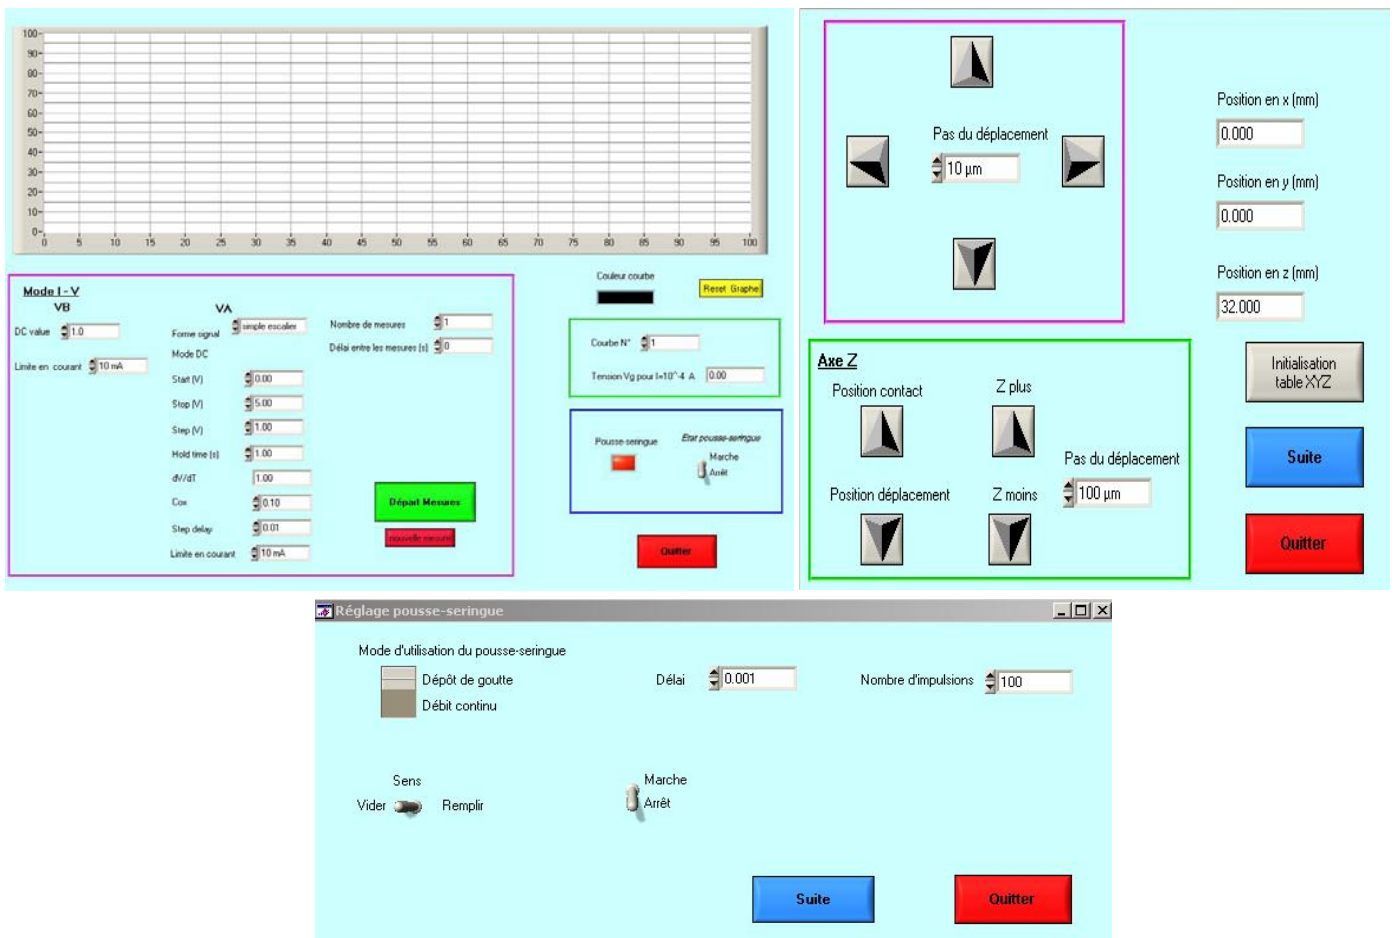 100
90
80
70
60
50
40
30
20
10
0
0 5 10 15 20 25 30 35 40 45 50 55 60 65 70 75 80 85 90 95 100
Mode I - V
VB
VA
DC value 1.0
Limite en courant 10 mA
Forme signal simple escalier
Mode DC
Start (V) 0.00
Stop (V) 5.00
Step (V) 1.00
Hold time (s) 1.00
dV/dT 1.00
Cox 0.10
Step delay 0.01
Limite en courant 10 mA
Nombre de mesures 1
Délai entre les mesures (s) 0
Départ Mesures
nouvelle mesure
Couleur courbe
Reset Graphe
Courbe N° 1
Tension Vg pour I=10^-4 A 0.00
Pousse-seringue
Etat pousse-seringue
Marche
Arrêt
Quitter
Pas du déplacement
10 µm
Position en x (mm)
0.000
Position en y (mm)
0.000
Position en z (mm)
32.000
Axe Z
Position contact
Z plus
Position déplacement
Z moins
Pas du déplacement
100 µm
Initialisation
table XYZ
Suite
Quitter
Réglage pousse-seringue
Mode d'utilisation du pousse-seringue
Dépôt de goutte
Débit continu
Délai 0.001
Nombre d'impulsions 100
Sens
Vider
Remplir
Marche
Arrêt
Suite
Quitter